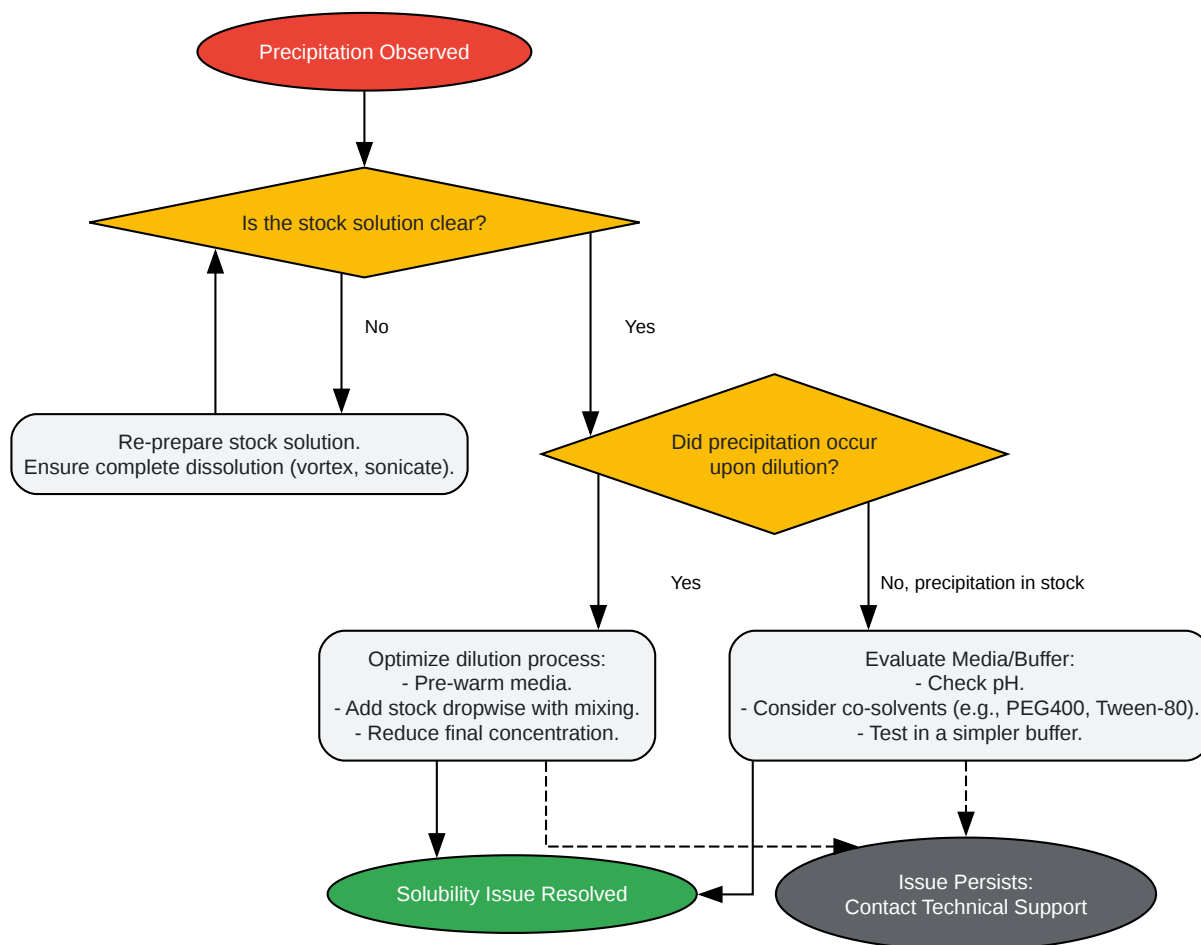 Precipitation Observed
Is the stock solution clear?
No
Yes
Re-prepare stock solution.
Ensure complete dissolution (vortex, sonicate).
Did precipitation occur
upon dilution?
Yes
No, precipitation in stock
Optimize dilution process:
- Pre-warm media.
- Add stock dropwise with mixing.
- Reduce final concentration.
Evaluate Media/Buffer:
- Check pH.
- Consider co-solvents (e.g., PEG400, Tween-80).
- Test in a simpler buffer.
Solubility Issue Resolved
Issue Persists:
Contact Technical Support